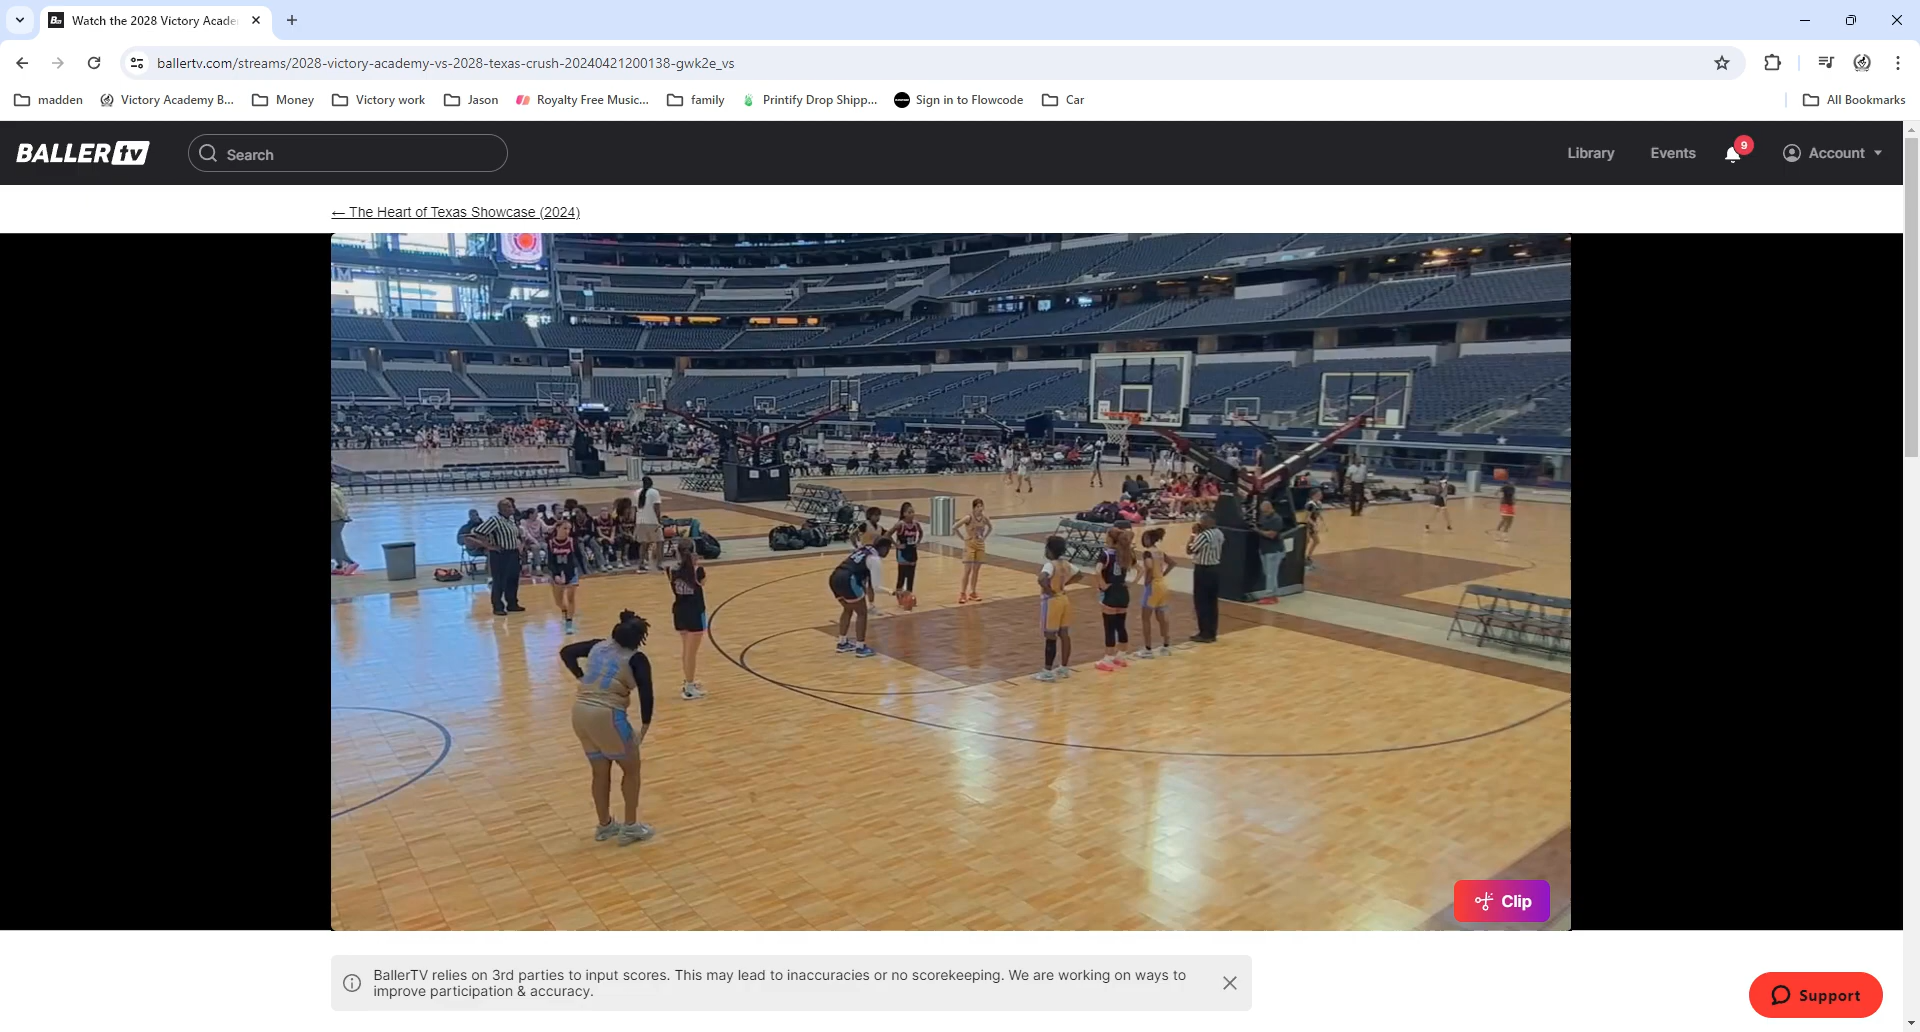 Watch the 2028 Victory Acade
ballertv.com/streams/2028-victory-academy-vs-2028-texas-crush-20240421200138-gwk2e_vs
madden
Victory Academy B...
Money
Victory work
Jason
Royalty Free Music...
family
Printify Drop Shipp...
Sign in to Flowcode
Car
All Bookmarks
BALLER tv
Search
Library
Events
9
Account
← The Heart of Texas Showcase (2024)
Clip
BallerTV relies on 3rd parties to input scores. This may lead to inaccuracies or no scorekeeping. We are working on ways to
improve participation & accuracy.
Support